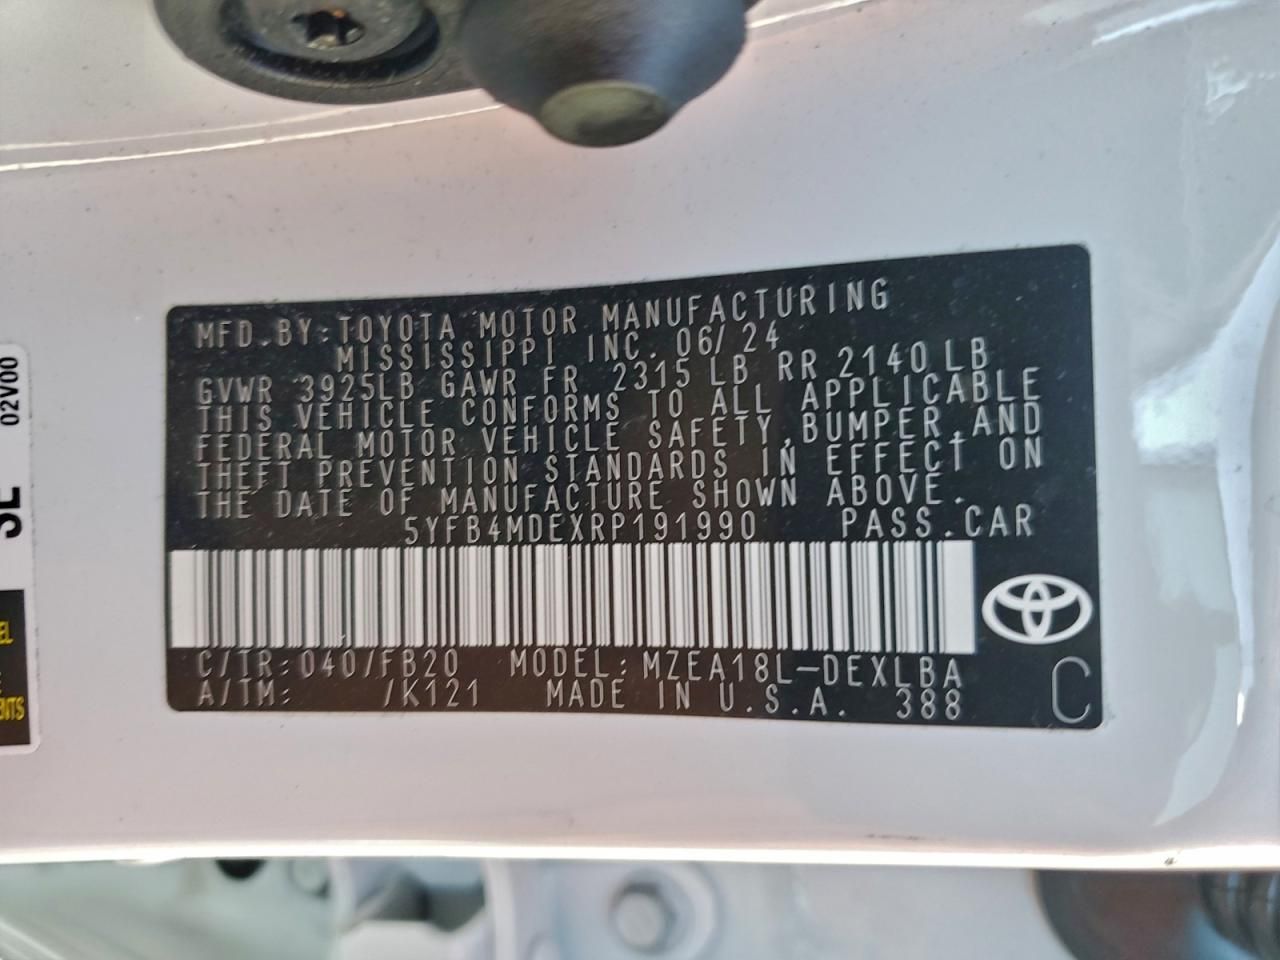 MFD. BY: TOYOTA MOTOR MANUFACTURING
MISSISSIPPI INC. 06/24
GVWR 3925LB GAWR FR 2315 LB RR 2140 LB
THIS VEHICLE CONFORMS TO ALL APPLICABLE
FEDERAL MOTOR VEHICLE SAFETY, BUMPER, AND
THEFT PREVENTION STANDARDS IN EFFECT ON
THE DATE OF MANUFACTURE SHOWN ABOVE.
5YFB4MDEXRP191990 PASS. CAR
C/TR: 040/FB20 MODEL: MZEA18L-DEXLBA
A/TM: /K121 MADE IN U.S.A. 388
C
02V00